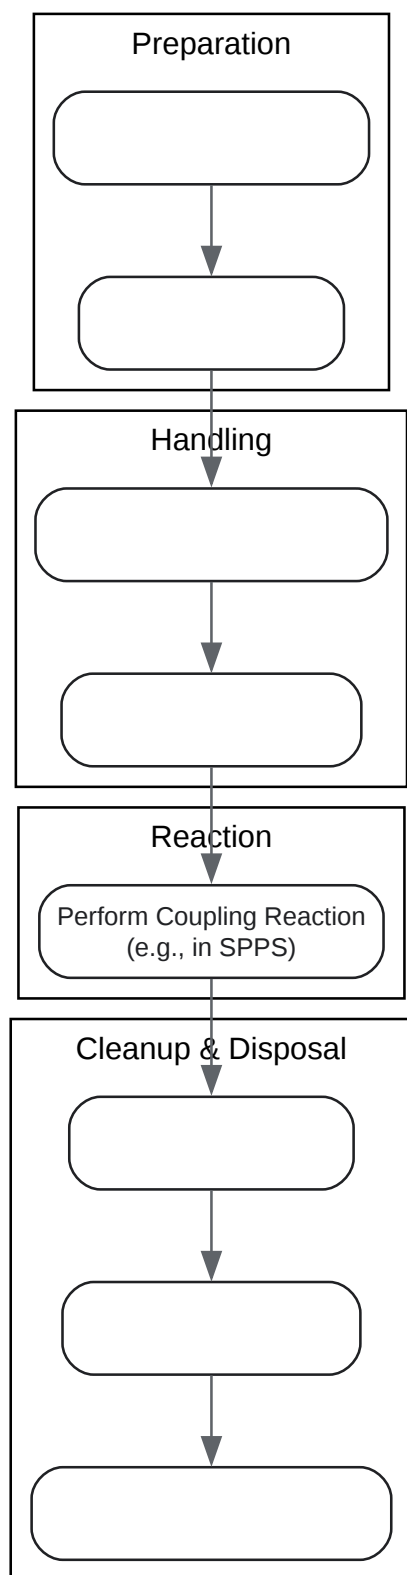 Preparation
Handling
Reaction
Perform Coupling Reaction
(e.g., in SPPS)
Cleanup & Disposal